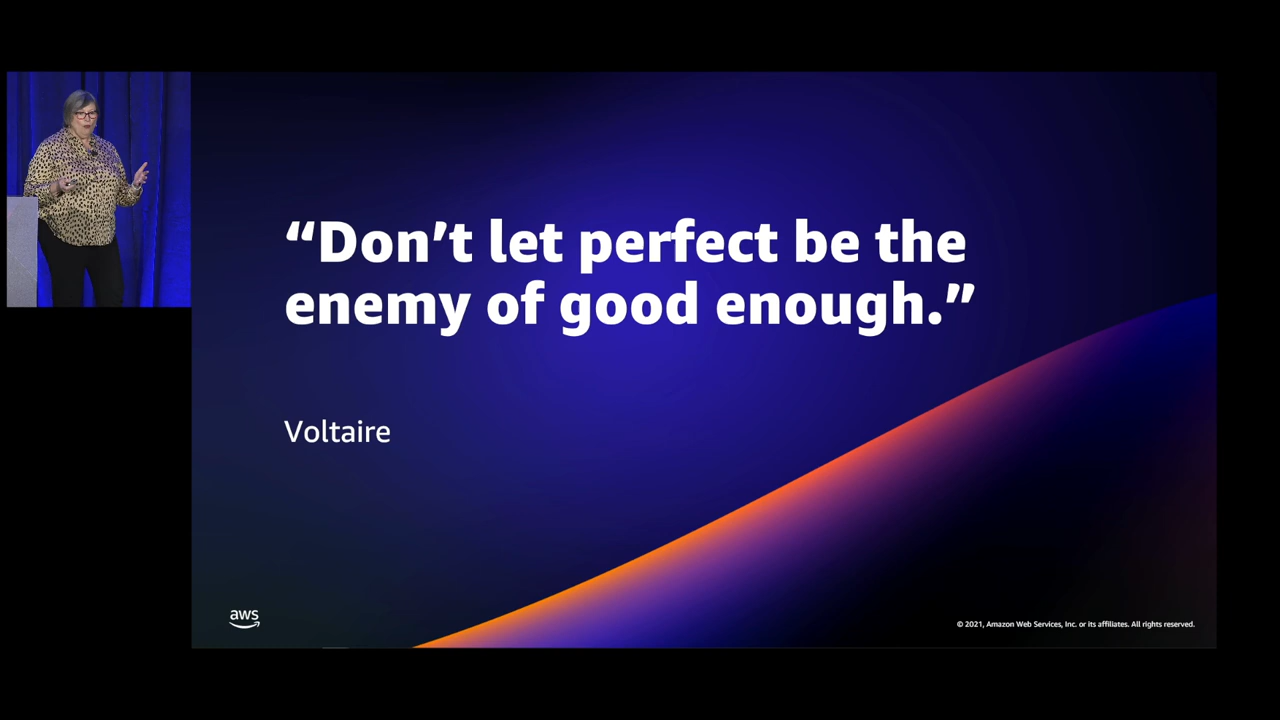 “Don’t let perfect be the
enemy of good enough.”
Voltaire
aws
© 2021, Amazon Web Services, Inc. or its affiliates. All rights reserved.